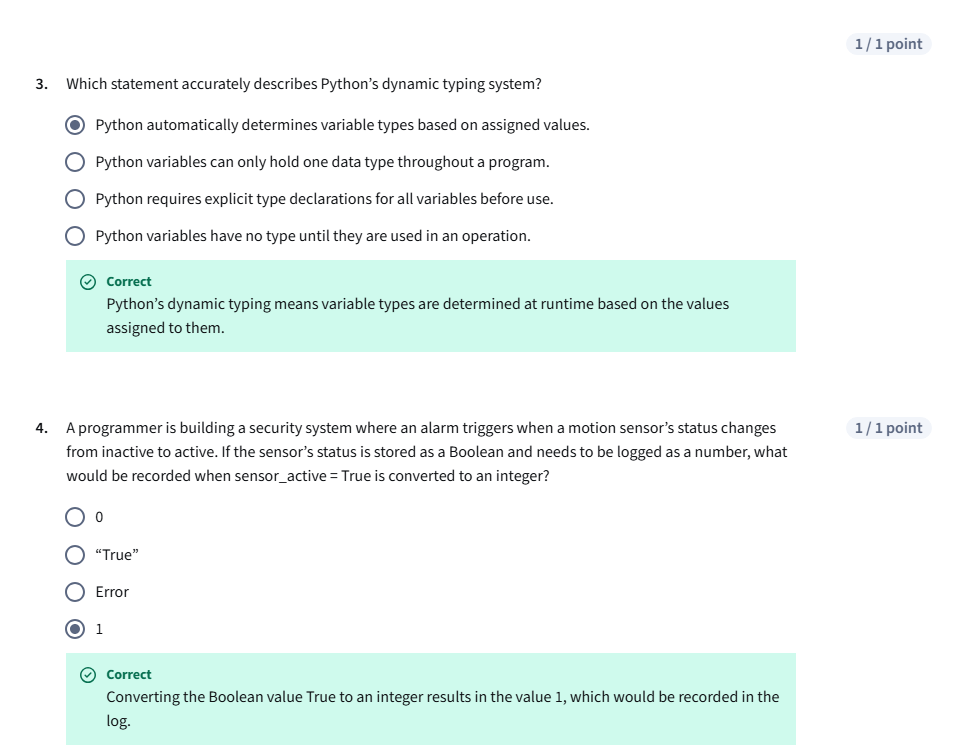 1 / 1 point
3. Which statement accurately describes Python’s dynamic typing system?
Python automatically determines variable types based on assigned values.
Python variables can only hold one data type throughout a program.
Python requires explicit type declarations for all variables before use.
Python variables have no type until they are used in an operation.
Correct
Python’s dynamic typing means variable types are determined at runtime based on the values
assigned to them.
4. A programmer is building a security system where an alarm triggers when a motion sensor’s status changes
1 / 1 point
from inactive to active. If the sensor’s status is stored as a Boolean and needs to be logged as a number, what
would be recorded when sensor_active = True is converted to an integer?
0
“True”
Error
1
Correct
Converting the Boolean value True to an integer results in the value 1, which would be recorded in the
log.